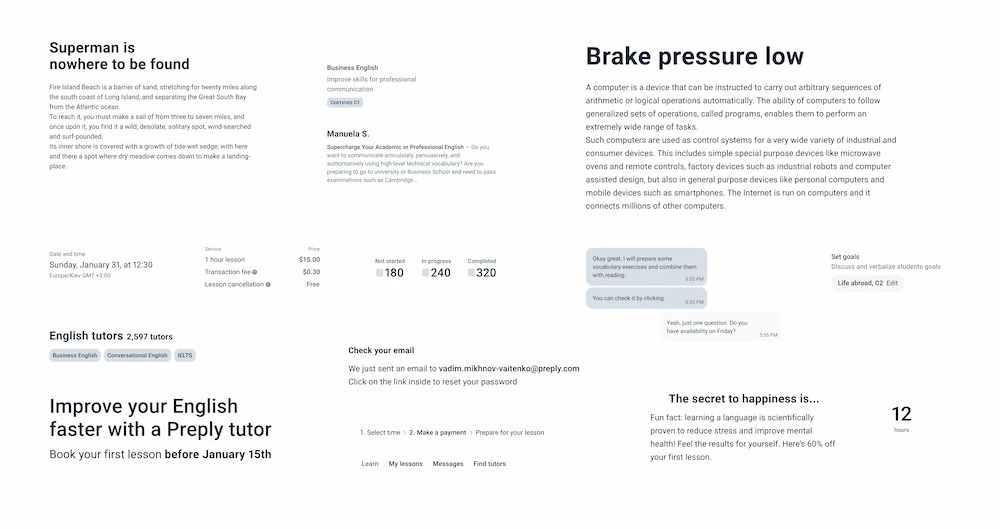 Superman is
nowhere to be found
Fire Island Beach is a barrier of sand, stretching for twenty miles along
the south coast of Long Island, and separating the Great South Bay
from the Atlantic ocean.
To reach it, you must make a sail of from three to seven miles, and
once upon it, you find it a wild, desolate, solitary spot, wind-searched
and surf-pounded.
Its inner shore is covered with a growth of tide-wet sedge, with here
and there a spot where dry meadow comes down to make a landing-
place.
Business English
Improve skills for professional
communication
CERTIFIED C1
Manuela S.
Supercharge Your Academic or Professional English — Do you
want to communicate articulately, persuasively, and
authoritatively using high-level technical vocabulary? Are you
preparing to go to university or Business School and need to pass
examinations such as Cambridge...
Brake pressure low
A computer is a device that can be instructed to carry out arbitrary sequences of
arithmetic or logical operations automatically. The ability of computers to follow
generalized sets of operations, called programs, enables them to perform an
extremely wide range of tasks.
Such computers are used as control systems for a very wide variety of industrial and
consumer devices. This includes simple special purpose devices like microwave
ovens and remote controls, factory devices such as industrial robots and computer
assisted design, but also in general purpose devices like personal computers and
mobile devices such as smartphones. The Internet is run on computers and it
connects millions of other computers.
Date and time
Sunday, January 31, at 12:30
Europe/Kiev GMT +3:00
Service Price
1 hour lesson $15.00
Transaction fee $0.30
Lesson cancellation Free
Not started In progress Completed
180 240 320
Okay great. I will prepare some
vocabulary exercises and combine them
with reading.
5:35 PM
You can check it by clicking.
5:35 PM
Yeah, just one question. Do you
have availability on Friday?
5:35 PM
Set goals
Discuss and verbalize students goals
Life abroad, C2 Edit
English tutors 2,597 tutors
Business English Conversational English IELTS
Check your email
We just sent an email to vadim.mikhnov-vaitenko@preply.com
Click on the link inside to reset your password
Improve your English
faster with a Preply tutor
Book your first lesson before January 15th
1. Select time > 2. Make a payment > Prepare for your lesson
Learn My lessons Messages Find tutors
The secret to happiness is...
Fun fact: learning a language is scientifically
proven to reduce stress and improve mental
health! Feel the results for yourself. Here's 60% off
your first lesson.
12
hours